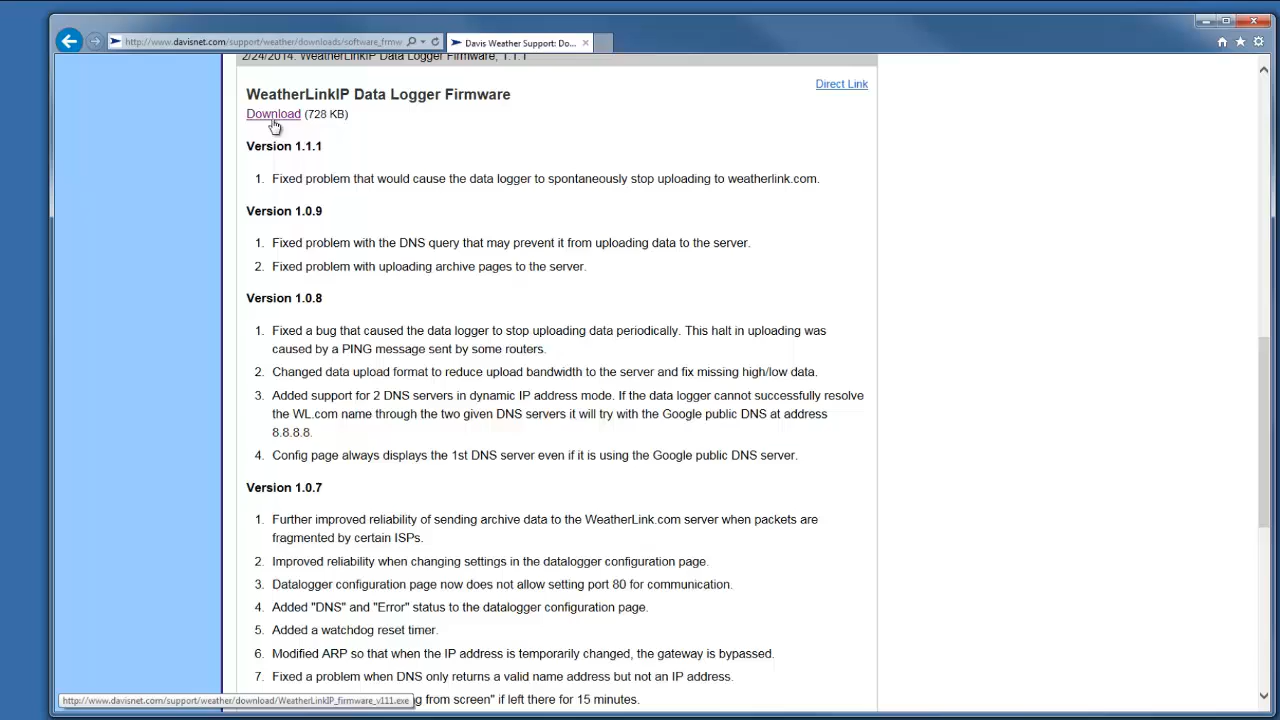 http://www.davisnet.com/support/weather/downloads/software_frmw
Davis Weather Support: Do...
2/24/2014: WeatherLinkIP Data Logger Firmware, 1.1.1
Direct Link
WeatherLinkIP Data Logger Firmware
Download (728 KB)
Version 1.1.1
1. Fixed problem that would cause the data logger to spontaneously stop uploading to weatherlink.com.
Version 1.0.9
1. Fixed problem with the DNS query that may prevent it from uploading data to the server.
2. Fixed problem with uploading archive pages to the server.
Version 1.0.8
1. Fixed a bug that caused the data logger to stop uploading data periodically. This halt in uploading was
caused by a PING message sent by some routers.
2. Changed data upload format to reduce upload bandwidth to the server and fix missing high/low data.
3. Added support for 2 DNS servers in dynamic IP address mode. If the data logger cannot successfully resolve
the WL.com name through the two given DNS servers it will try with the Google public DNS at address
8.8.8.8.
4. Config page always displays the 1st DNS server even if it is using the Google public DNS server.
Version 1.0.7
1. Further improved reliability of sending archive data to the WeatherLink.com server when packets are
fragmented by certain ISPs.
2. Improved reliability when changing settings in the datalogger configuration page.
3. Datalogger configuration page now does not allow setting port 80 for communication.
4. Added "DNS" and "Error" status to the datalogger configuration page.
5. Added a watchdog reset timer.
6. Modified ARP so that when the IP address is temporarily changed, the gateway is bypassed.
7. Fixed a problem when DNS only returns a valid name address but not an IP address.
g from screen" if left there for 15 minutes.
http://www.davisnet.com/support/weather/download/WeatherLinkIP_firmware_v111.exe